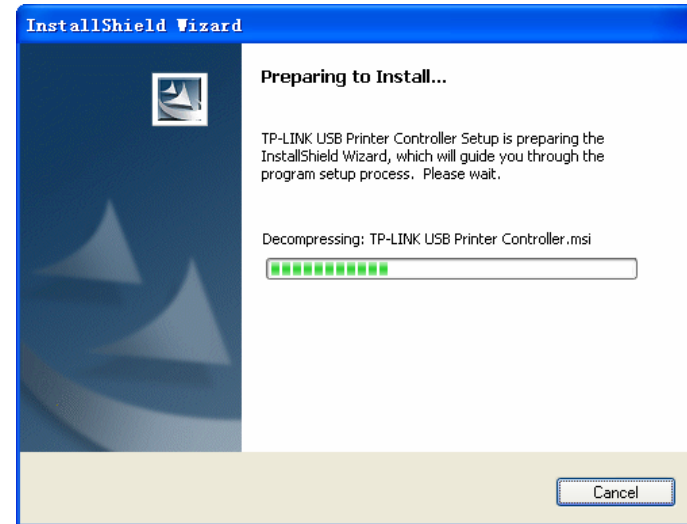 InstallShield Wizard
Preparing to Install...
TP-LINK USB Printer Controller Setup is preparing the
InstallShield Wizard, which will guide you through the
program setup process.  Please wait.
Decompressing: TP-LINK USB Printer Controller.msi
Cancel